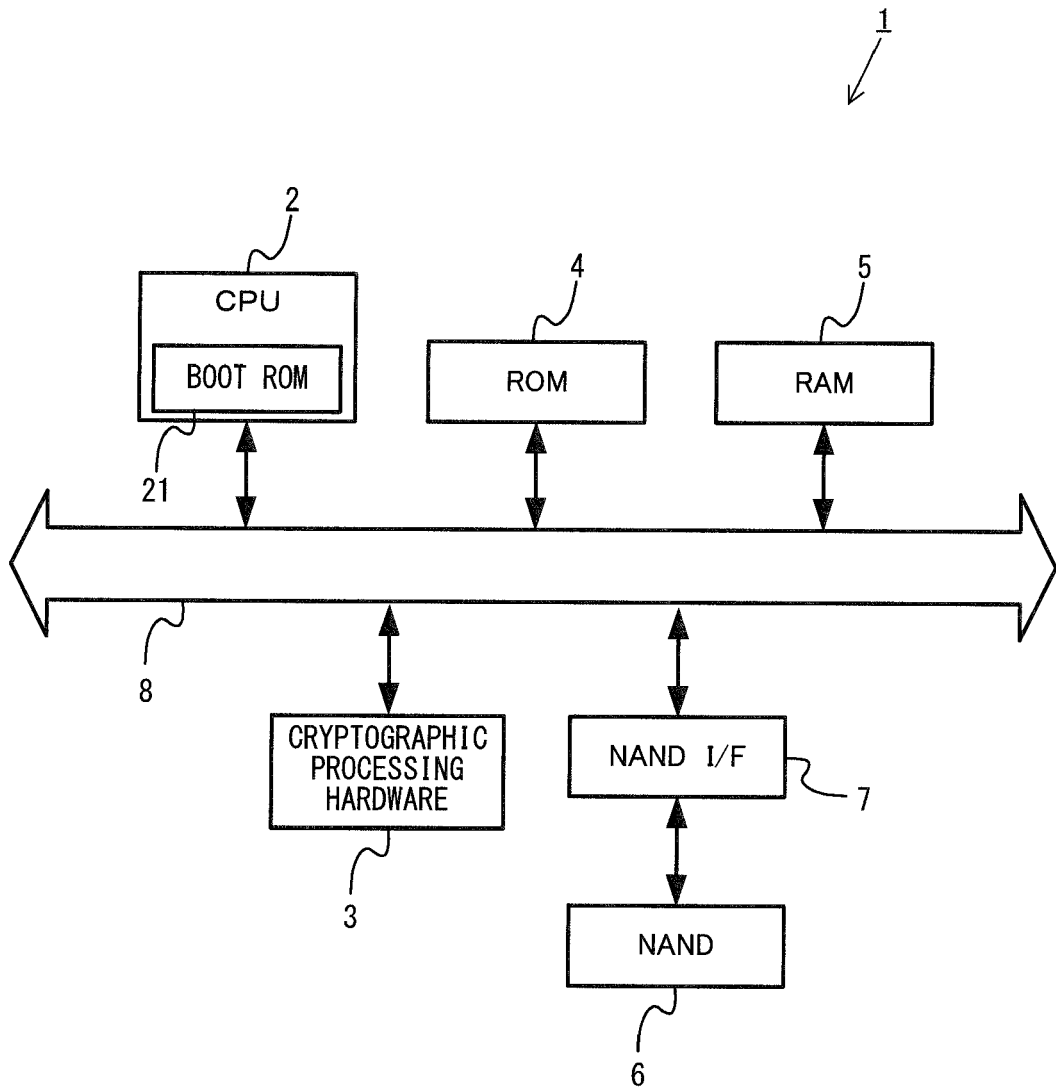 1
2
CPU
BOOT ROM
21
4
ROM
5
RAM
8
CRYPTOGRAPHIC
PROCESSING
HARDWARE
3
NAND I/F
7
NAND
6